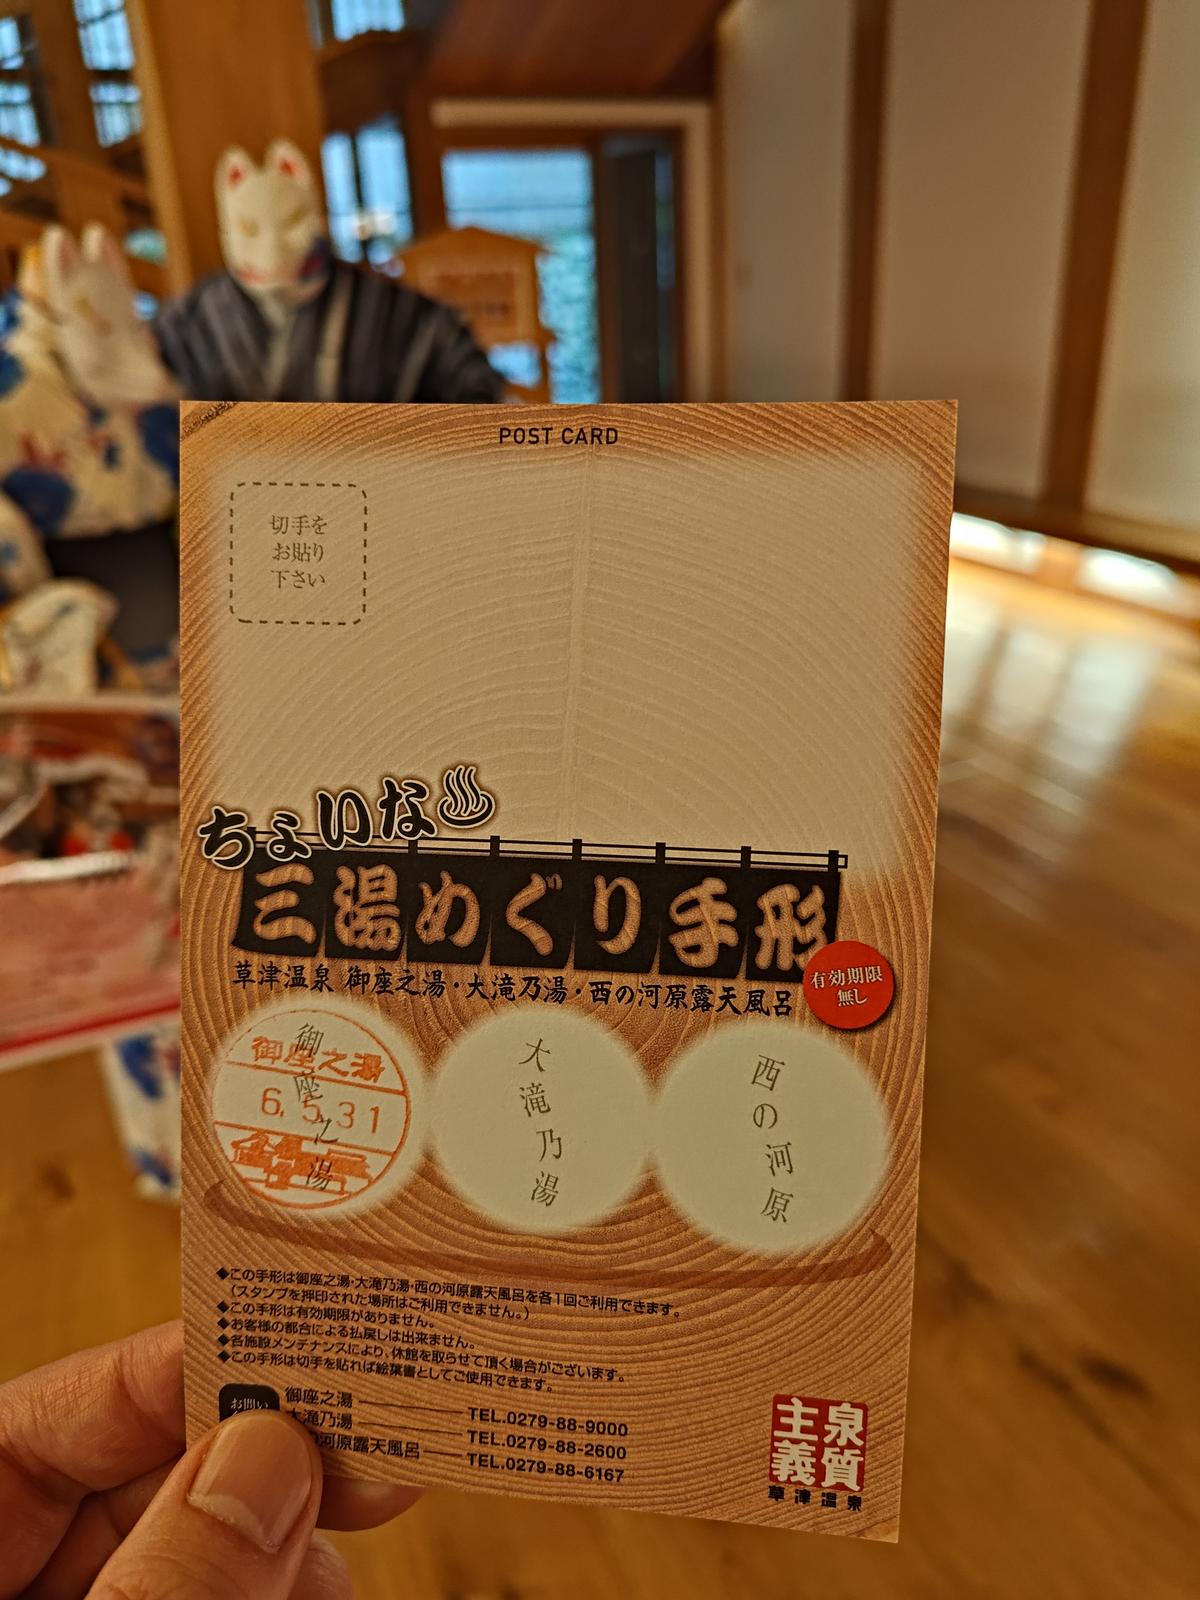 POST CARD
切手を
お貼り
下さい
ちょいな
三湯めぐり手形
草津温泉 御座之湯・大滝乃湯・西の河原露天風呂
有効期限
無し
御座之湯
御座之湯
6.5.31
大滝乃湯
西の河原
◆この手形は御座之湯・大滝乃湯・西の河原露天風呂を各1回ご利用できます。
(スタンプを押印された場所はご利用できません。)
◆この手形は有効期限がありません。
◆お客様の都合による払戻しは出来ません。
◆各施設メンテナンスにより、休館を取らせて頂く場合がございます。
◆この手形は切手を貼れば絵葉書としてご使用できます。
お問い
御座之湯 TEL.0279-88-9000
大滝乃湯 TEL.0279-88-2600
の河原露天風呂 TEL.0279-88-6167
泉質
主義
草津温泉